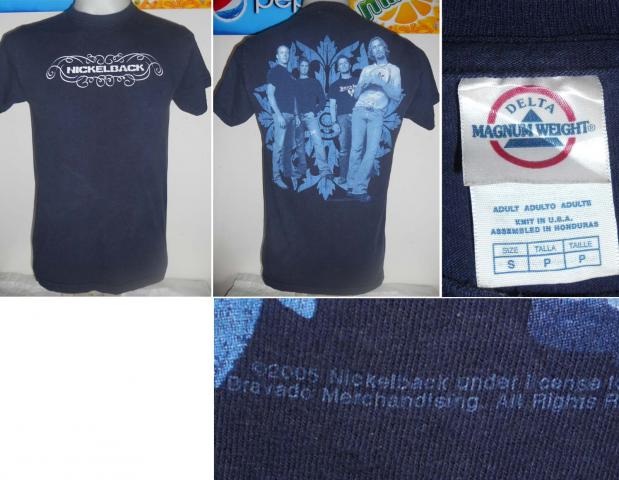 NICKELBACK
pep
DELTA
MAGNUM WEIGHT®
ADULT ADULTO ADULTE
KNIT IN U.S.A.
ASSEMBLED IN HONDURAS
SIZE TALLA TAILLE
S P P
©2005 Nickelback under license to
Bravado Merchandising. All Rights R